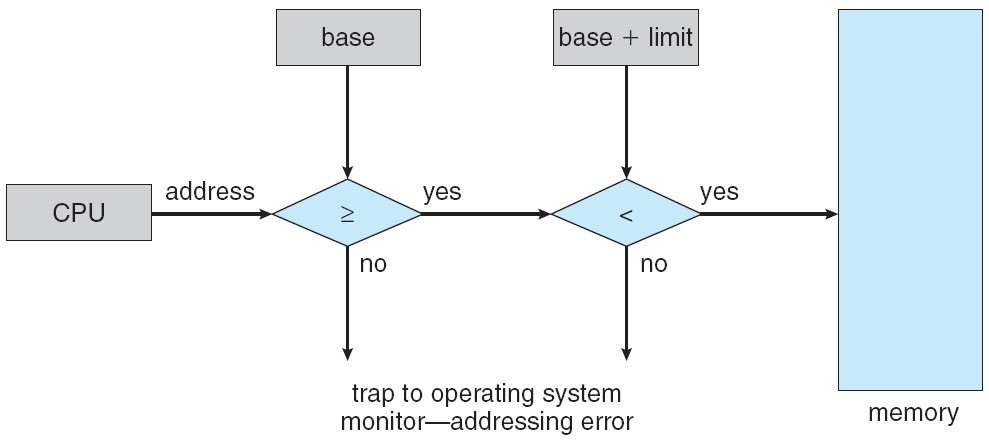 base
base + limit
address
yes
yes
CPU
≥
<
no
no
trap to operating system
monitor—addressing error
memory